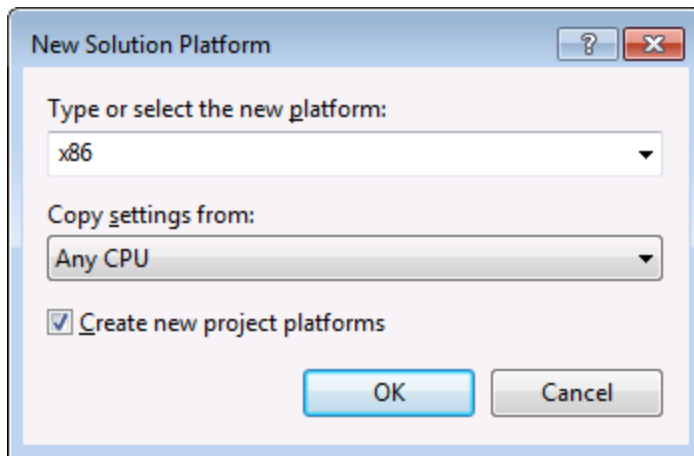 New Solution Platform
Type or select the new platform:
x86
Copy settings from:
Any CPU
Create new project platforms
OK Cancel